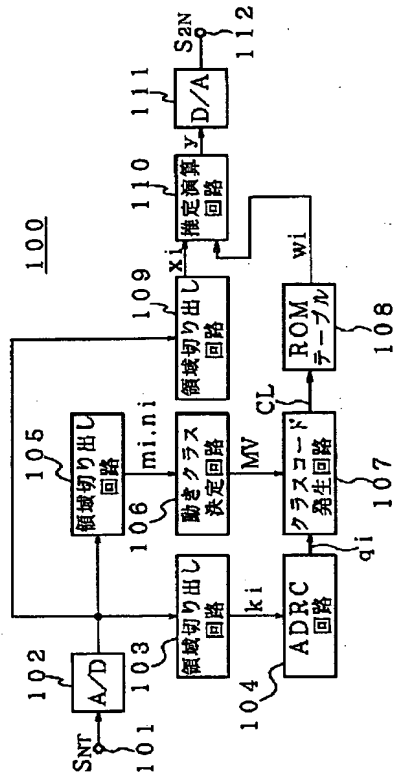 100
SNT
101
102
A/D
103
領域切り出し
回路
ki
104
ADRC
回路
qi
105
領域切り出し
回路
mi.ni
106
動きクラス
決定回路
MV
107
クラスコード
発生回路
CL
108
ROM
テーブル
wi
109
領域切り出し
回路
xi
110
推定演算
回路
y
111
D/A
S2N
112